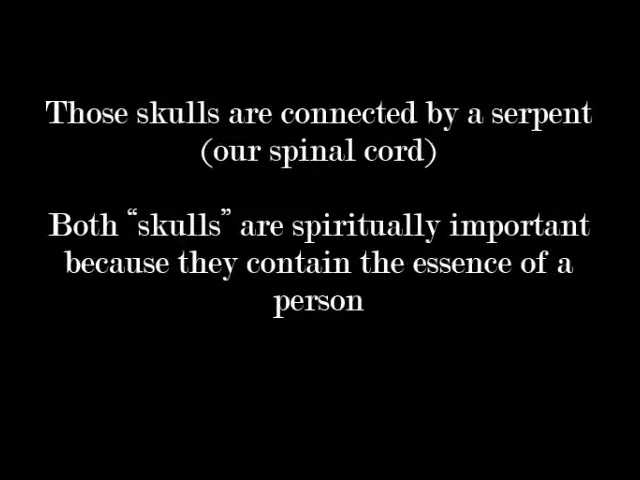 Those skulls are connected by a serpent
(our spinal cord)
Both “skulls” are spiritually important
because they contain the essence of a
person